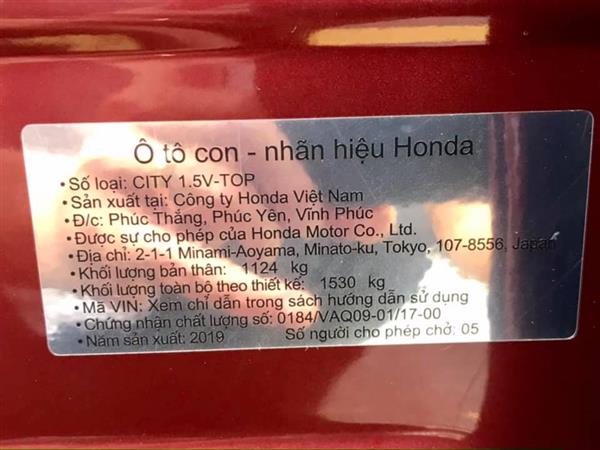 Ô tô con - nhãn hiệu Honda
•Số loại: CITY 1.5V-TOP
•Sản xuất tại: Công ty Honda Việt Nam
•Đ/c: Phúc Thắng, Phúc Yên, Vĩnh Phúc
•Được sự cho phép của Honda Motor Co., Ltd.
•Địa chỉ: 2-1-1 Minami-Aoyama, Minato-ku, Tokyo, 107-8556, Japan
•Khối lượng bản thân: 1124 kg
•Khối lượng toàn bộ theo thiết kế: 1530 kg
•Mã VIN: Xem chỉ dẫn trong sách hướng dẫn sử dụng
•Chứng nhận chất lượng số: 0184/VAQ09-01/17-00
•Năm sản xuất: 2019 Số người cho phép chở: 05